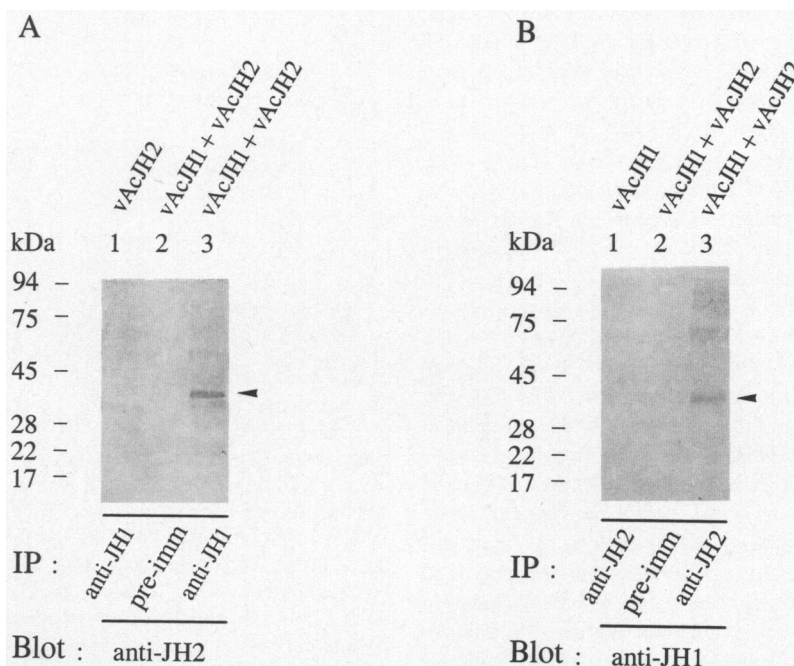 A
vAcJH2
vAcJH1 + vAcJH2
vAcJH1 + vAcJH2
kDa 1 2 3
94 –
75 –
45 –
28 –
22 –
17 –
IP : anti-JH1 pre-imm anti-JH1
Blot : anti-JH2
B
vAcJH1
vAcJH1 + vAcJH2
vAcJH1 + vAcJH2
kDa 1 2 3
94 –
75 –
45 –
28 –
22 –
17 –
IP : anti-JH2 pre-imm anti-JH2
Blot : anti-JH1